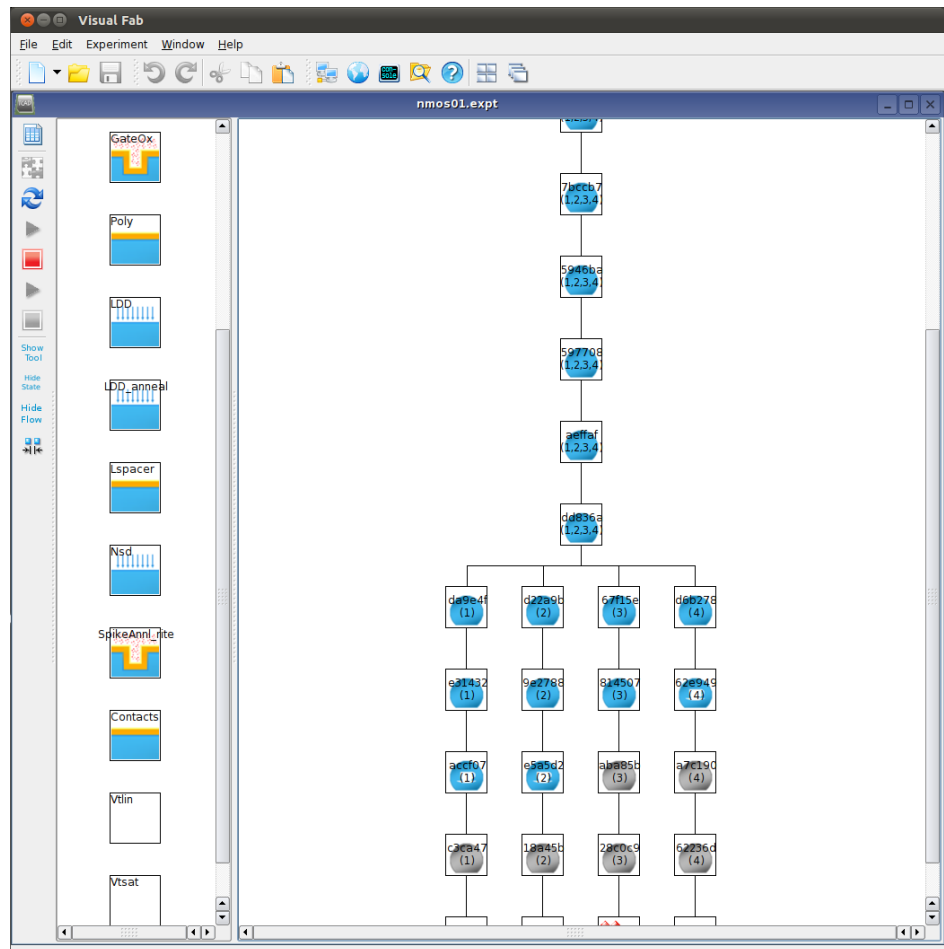 Visual Fab
File Edit Experiment Window Help
nmos01.expt
GateOx
Poly
LDD
LDD_anneal
Lspacer
Nsd
SpikeAnnl_rite
Contacts
Vtlin
Vtsat
Show
Tool
Hide
State
Hide
Flow
(1,2,3,4)
7bccb7
(1,2,3,4)
5946ba
(1,2,3,4)
597708
(1,2,3,4)
aeffaf
(1,2,3,4)
dd836a
(1,2,3,4)
da9e4f d22a9b 67f15e d6b278
(1) (2) (3) (4)
e31432 9e2788 814507 62e949
(1) (2) (3) (4)
accf07 e5a5d2 aba85b a7c190
(1) (2) (3) (4)
c3ca47 18a45b 28c0c9 62236d
(1) (2) (3) (4)